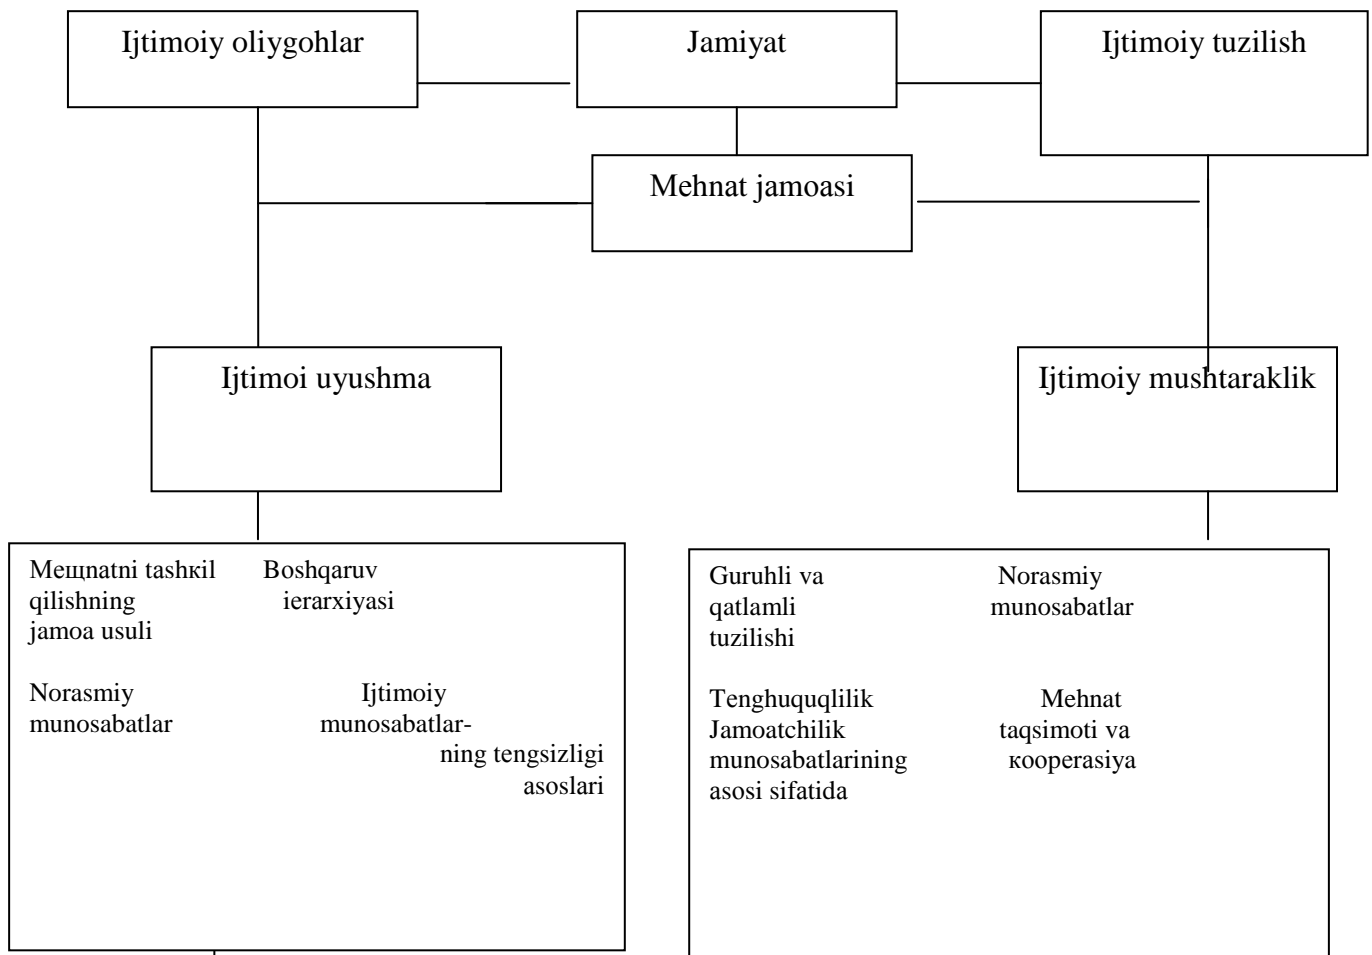 Ijtimoiy oliygohlar
Jamiyat
Ijtimoiy tuzilish
Mehnat jamoasi
Ijtimoi uyushma
Ijtimoiy mushtaraklik
Meщnatni tashкil
qilishning
jamoa usuli
Boshqaruv
ierarxiyasi
Norasmiy
munosabatlar
Ijtimoiy
munosabatlar-
ning tengsizligi
asoslari
Guruhli va
qatlamli
tuzilishi
Norasmiy
munosabatlar
Tenghuquqlilik
Jamoatchilik
munosabatlarining
asosi sifatida
Mehnat
taqsimoti va
кooperasiya